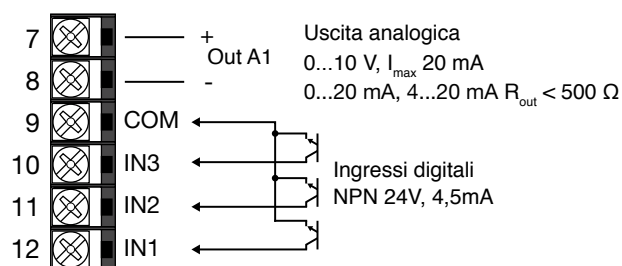 7 + Uscita analogica
Out A1 0...10 V, Imax 20 mA
8 - 0...20 mA, 4...20 mA Rout < 500 Ω
9 COM
10 IN3 Ingressi digitali
11 IN2 NPN 24V, 4,5mA
12 IN1